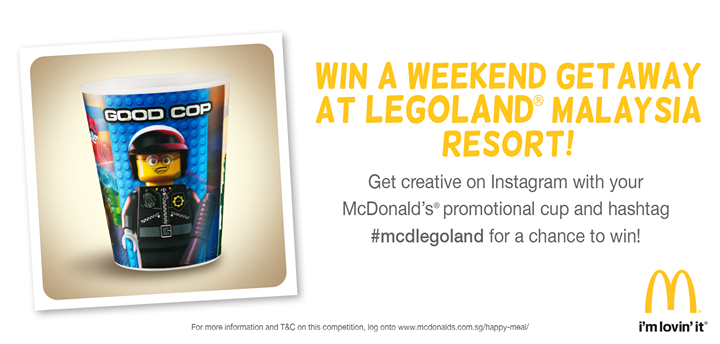 GOOD COP
WIN A WEEKEND GETAWAY
AT LEGOLAND® MALAYSIA
RESORT!
Get creative on Instagram with your
McDonald's® promotional cup and hashtag
#mcdlegoland for a chance to win!
i'm lovin' it®
For more information and T&C on this competition, log onto www.mcdonalds.com.sg/happy-meal/